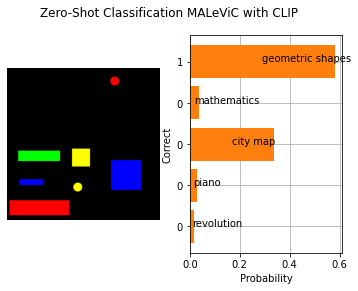 Zero-Shot Classification MALeViC with CLIP
Correct
1
geometric shapes
0
mathematics
0
city map
0
piano
0
revolution
0.0 0.2 0.4 0.6
Probability